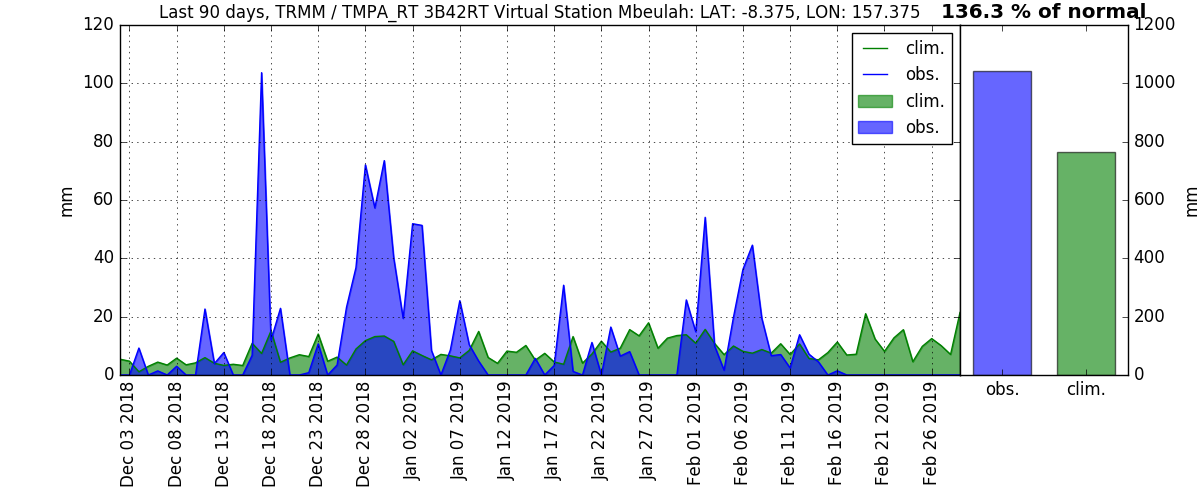 Last 90 days, TRMM / TMPA_RT 3B42RT Virtual Station Mbeulah: LAT: -8.375, LON: 157.375
136.3 % of normal
120
100
80
60
40
20
0
mm
clim.
obs.
clim.
obs.
Dec 03 2018
Dec 08 2018
Dec 13 2018
Dec 18 2018
Dec 23 2018
Dec 28 2018
Jan 02 2019
Jan 07 2019
Jan 12 2019
Jan 17 2019
Jan 22 2019
Jan 27 2019
Feb 01 2019
Feb 06 2019
Feb 11 2019
Feb 16 2019
Feb 21 2019
Feb 26 2019
1200
1000
800
600
400
200
0
mm
obs.
clim.